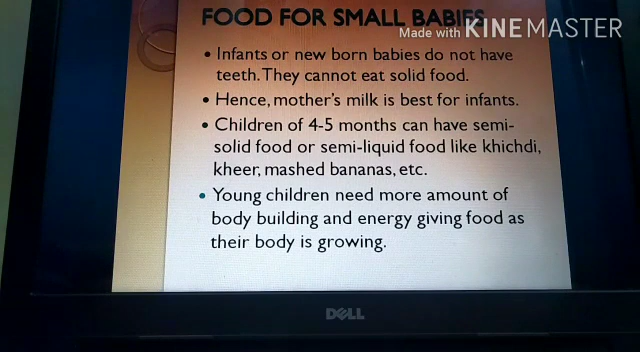 FOOD FOR SMALL BABIES
Made with KINEMASTER
• Infants or new born babies do not have
teeth. They cannot eat solid food.
• Hence, mother's milk is best for infants.
• Children of 4-5 months can have semi-
solid food or semi-liquid food like khichdi,
kheer, mashed bananas, etc.
• Young children need more amount of
body building and energy giving food as
their body is growing.
DELL